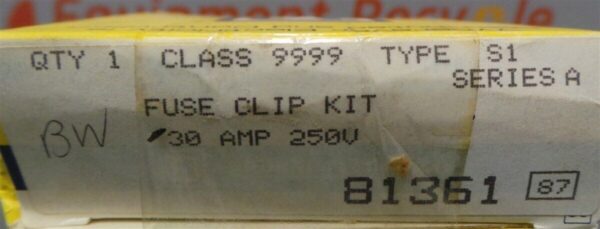 Equipment Recycle
QTY 1 CLASS 9999 TYPE S1
SERIES A
FUSE CLIP KIT
BW
30 AMP 250V
81361 87